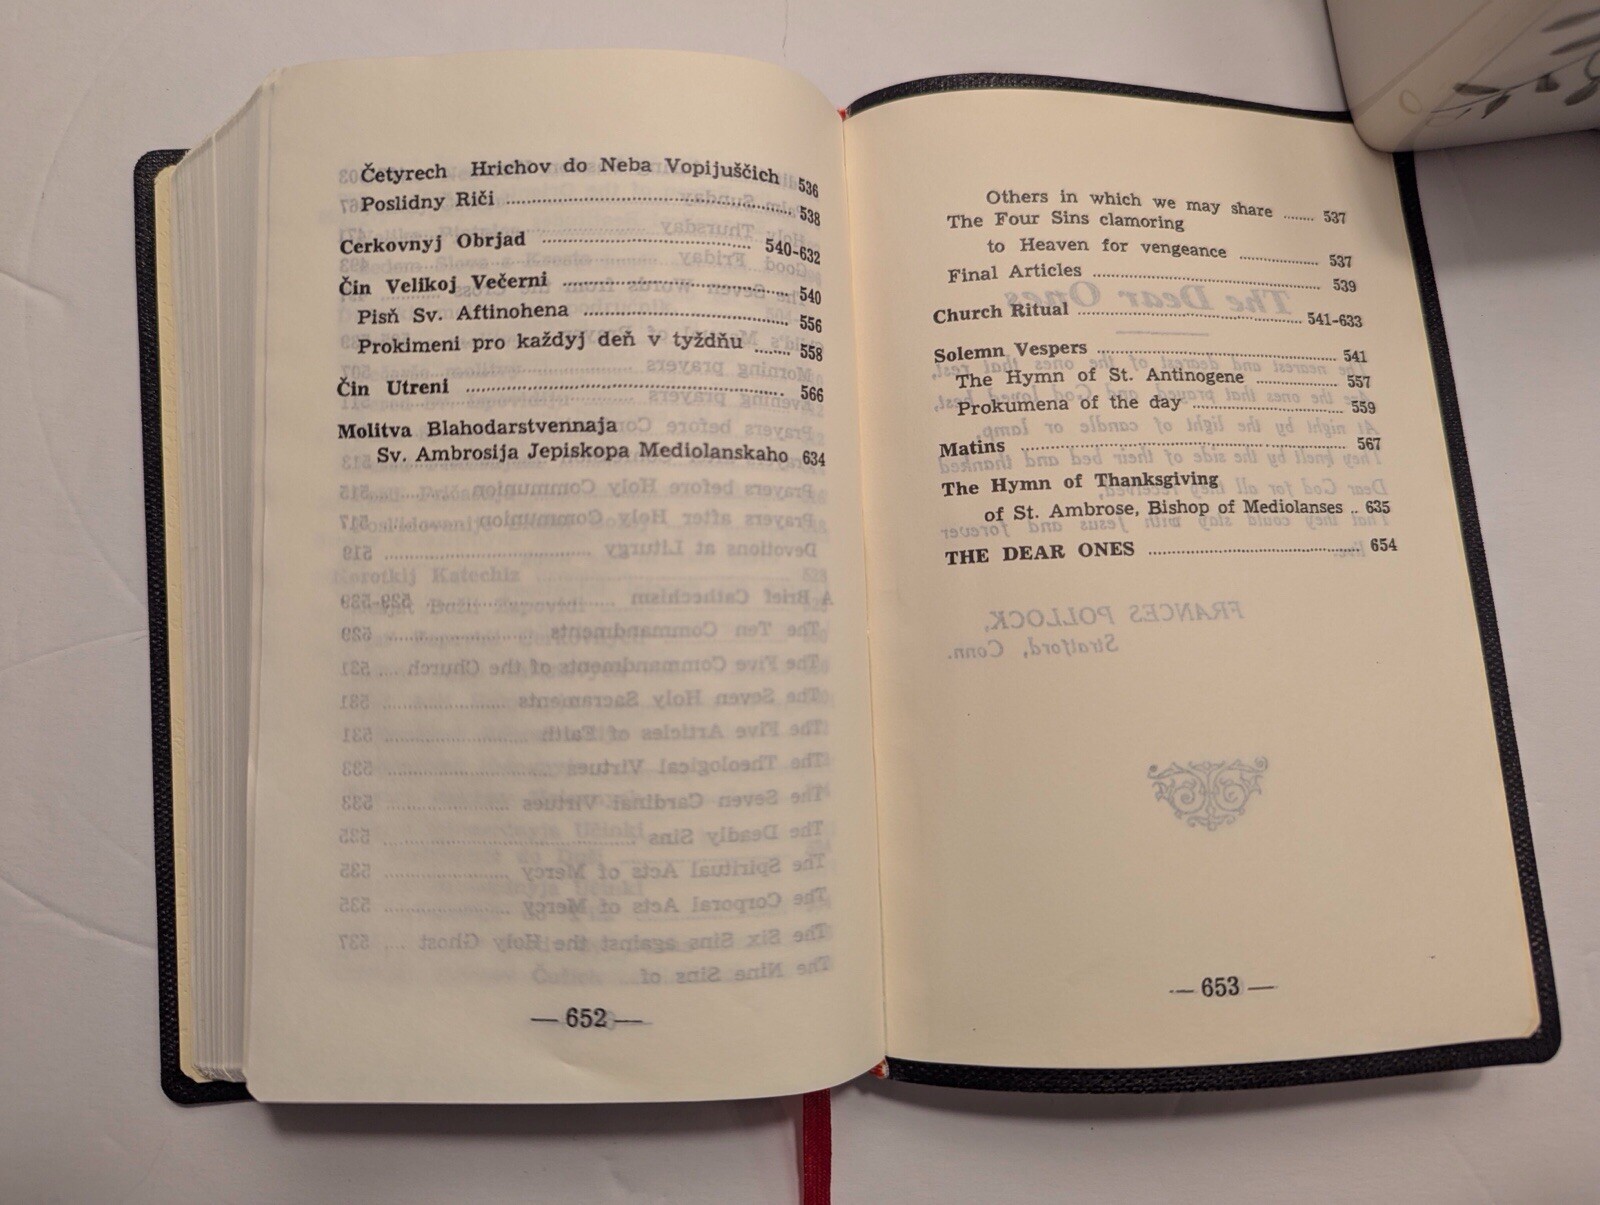 Četyrech Hrichov do Neba Vopijuščich 536
Poslidny Riči ........ 538
Cerkovnyj Obrjad ........ 540-632
Čin Velikoj Večerni ........ 540
Pisň Sv. Aftinohena ........ 556
Prokimeni pro každyj deň v tyždňu ........ 558
Čin Utreni ........ 566
Molitva Blahodarstvennaja
Sv. Ambrosija Jepiskopa Mediolanskaho 634
— 652 —
Others in which we may share ........ 537
The Four Sins clamoring
to Heaven for vengeance ........ 537
Final Articles ........ 539
Church Ritual ........ 541-633
Solemn Vespers ........ 541
The Hymn of St. Antinogene ........ 557
Prokumena of the day ........ 559
Matins ........ 567
The Hymn of Thanksgiving
of St. Ambrose, Bishop of Mediolanses .. 635
THE DEAR ONES ........ 654
— 653 —